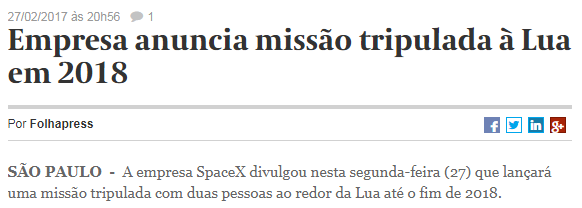 27/02/2017 às 20h56 1
Empresa anuncia missão tripulada à Lua
em 2018
Por Folhapress
f in g+
SÃO PAULO - A empresa SpaceX divulgou nesta segunda-feira (27) que lançará
uma missão tripulada com duas pessoas ao redor da Lua até o fim de 2018.